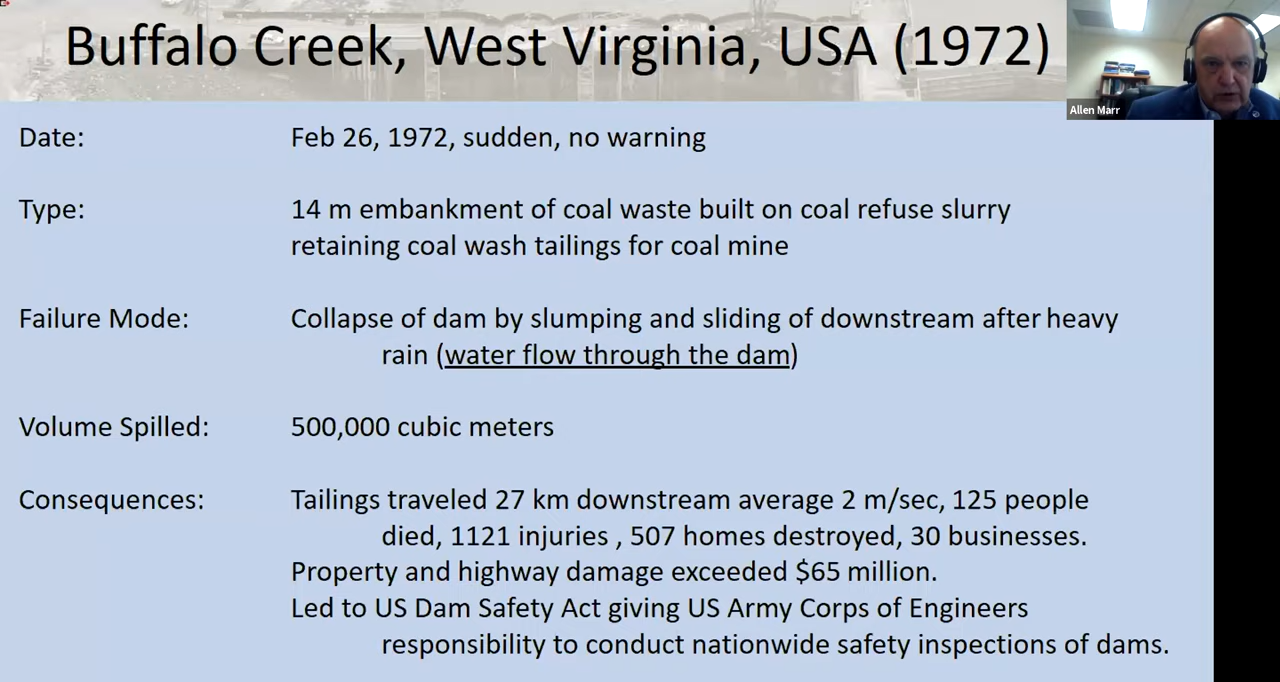 Buffalo Creek, West Virginia, USA (1972)
Allen Marr
Date: Feb 26, 1972, sudden, no warning
Type: 14 m embankment of coal waste built on coal refuse slurry
retaining coal wash tailings for coal mine
Failure Mode: Collapse of dam by slumping and sliding of downstream after heavy
rain (water flow through the dam)
Volume Spilled: 500,000 cubic meters
Consequences: Tailings traveled 27 km downstream average 2 m/sec, 125 people
died, 1121 injuries , 507 homes destroyed, 30 businesses.
Property and highway damage exceeded $65 million.
Led to US Dam Safety Act giving US Army Corps of Engineers
responsibility to conduct nationwide safety inspections of dams.